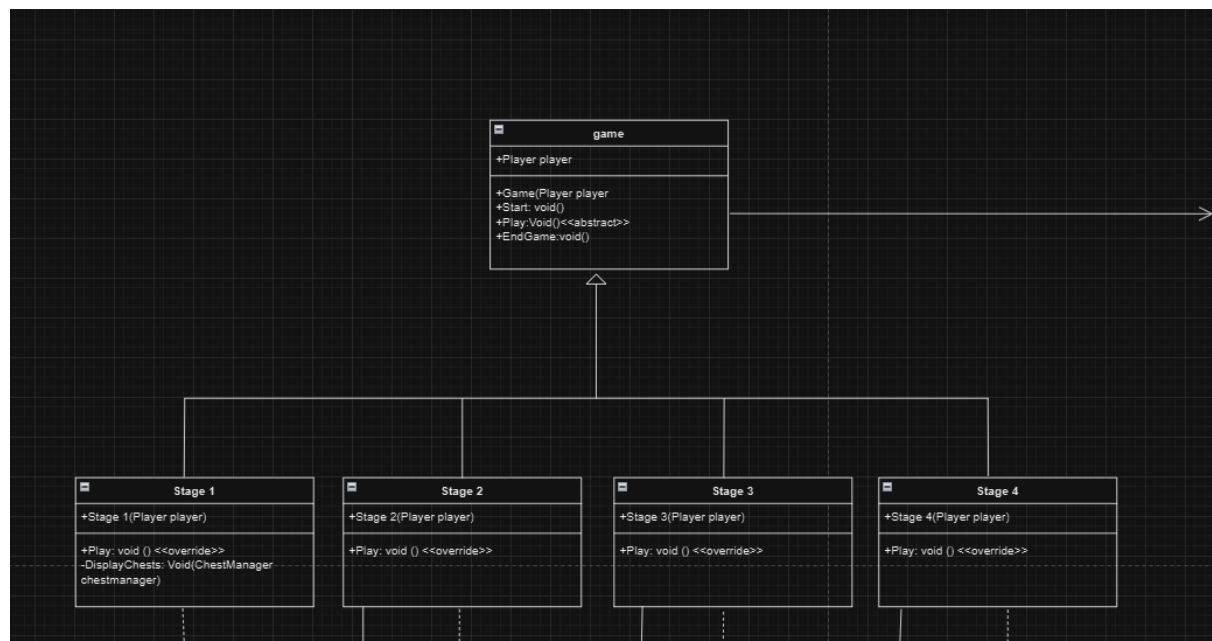 game
+Player player
+Game(Player player
+Start: void()
+Play:Void()<<abstract>>
+EndGame:void()
Stage 1
+Stage 1(Player player)
+Play: void () <<override>>
-DisplayChests: Void(ChestManager
chestmanager)
Stage 2
+Stage 2(Player player)
+Play: void () <<override>>
Stage 3
+Stage 3(Player player)
+Play: void () <<override>>
Stage 4
+Stage 4(Player player)
+Play: void () <<override>>